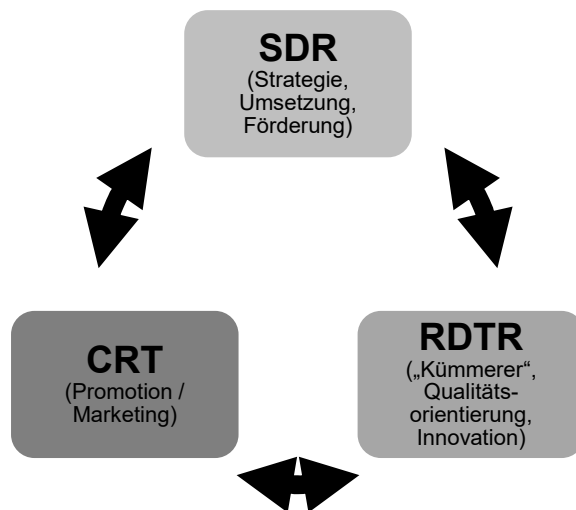 SDR
(Strategie,
Umsetzung,
Förderung)
CRT
(Promotion /
Marketing)
RDTR
(„Kümmerer“,
Qualitäts-
orientierung,
Innovation)